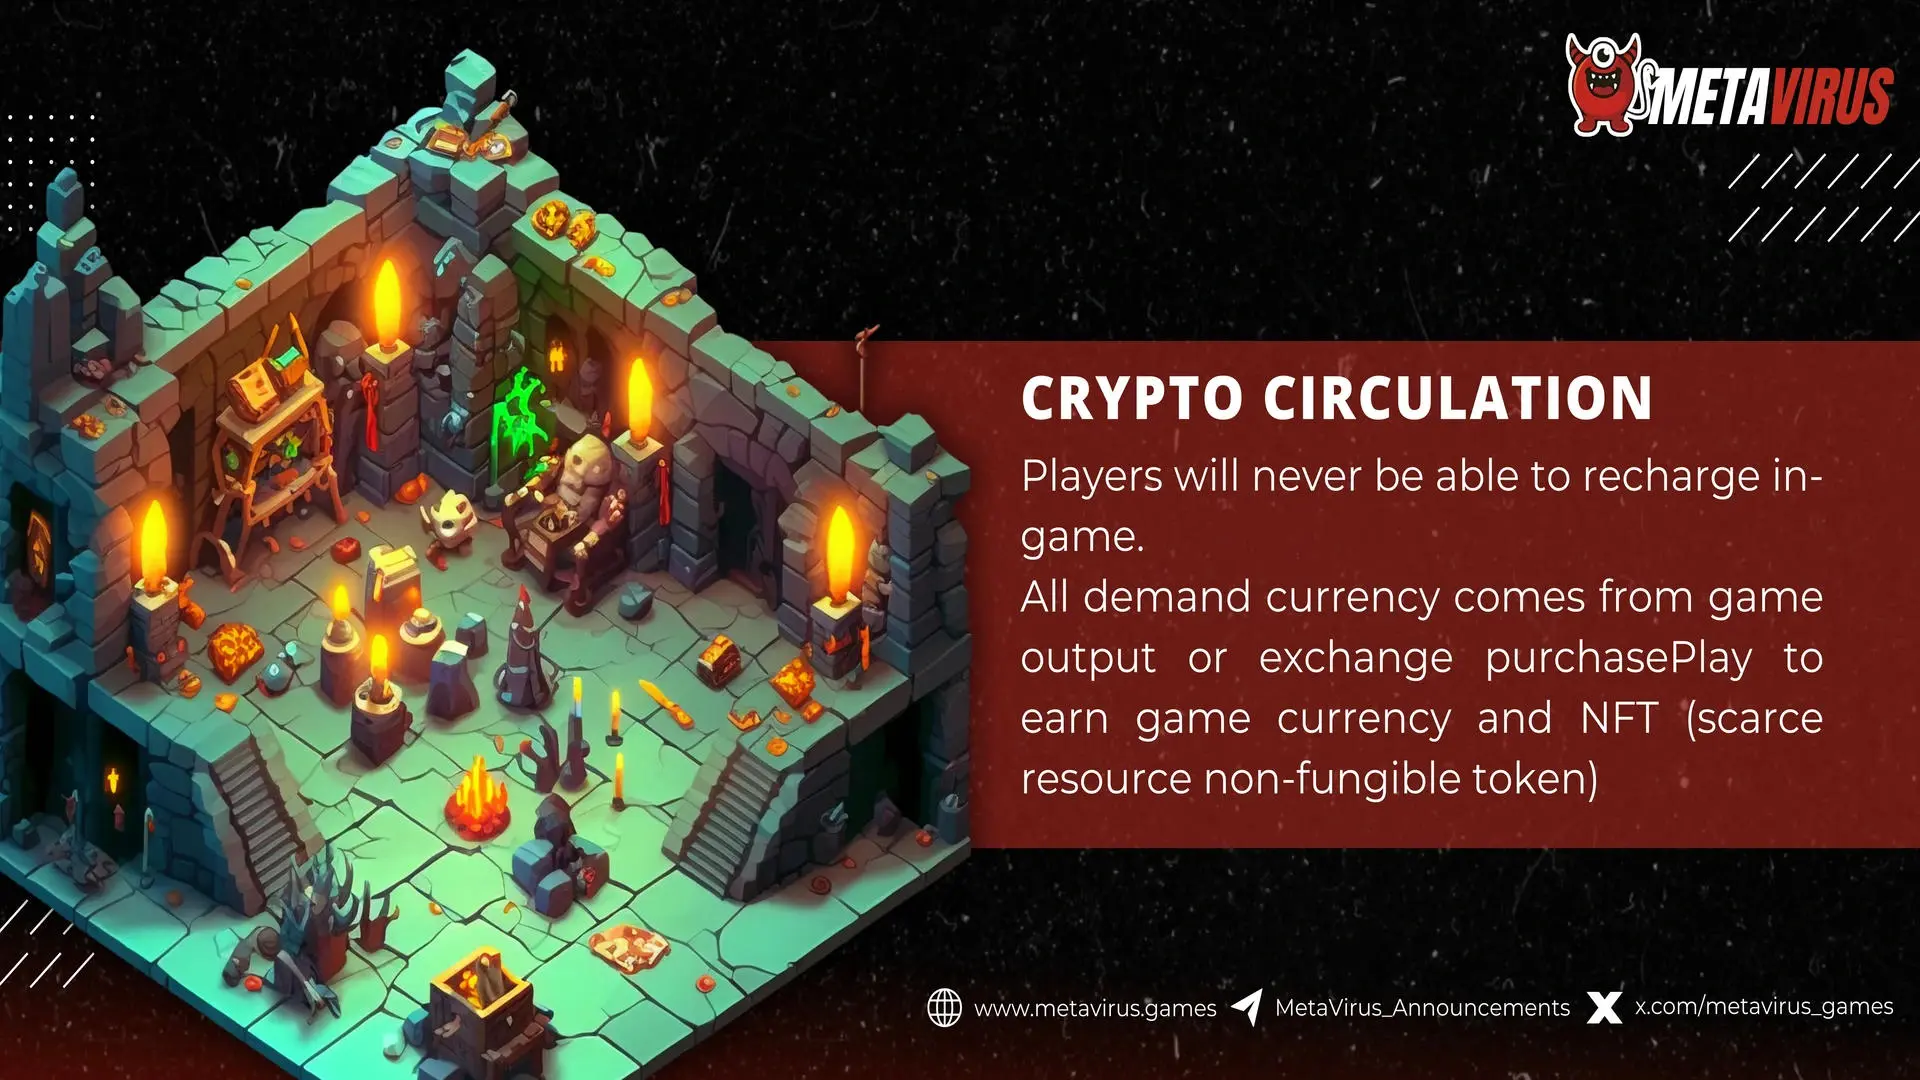 METAVIRUS
CRYPTO CIRCULATION
Players will never be able to recharge in-
game.
All demand currency comes from game
output or exchange purchasePlay to
earn game currency and NFT (scarce
resource non-fungible token)
www.metavirus.games MetaVirus_Announcements x.com/metavirus_games